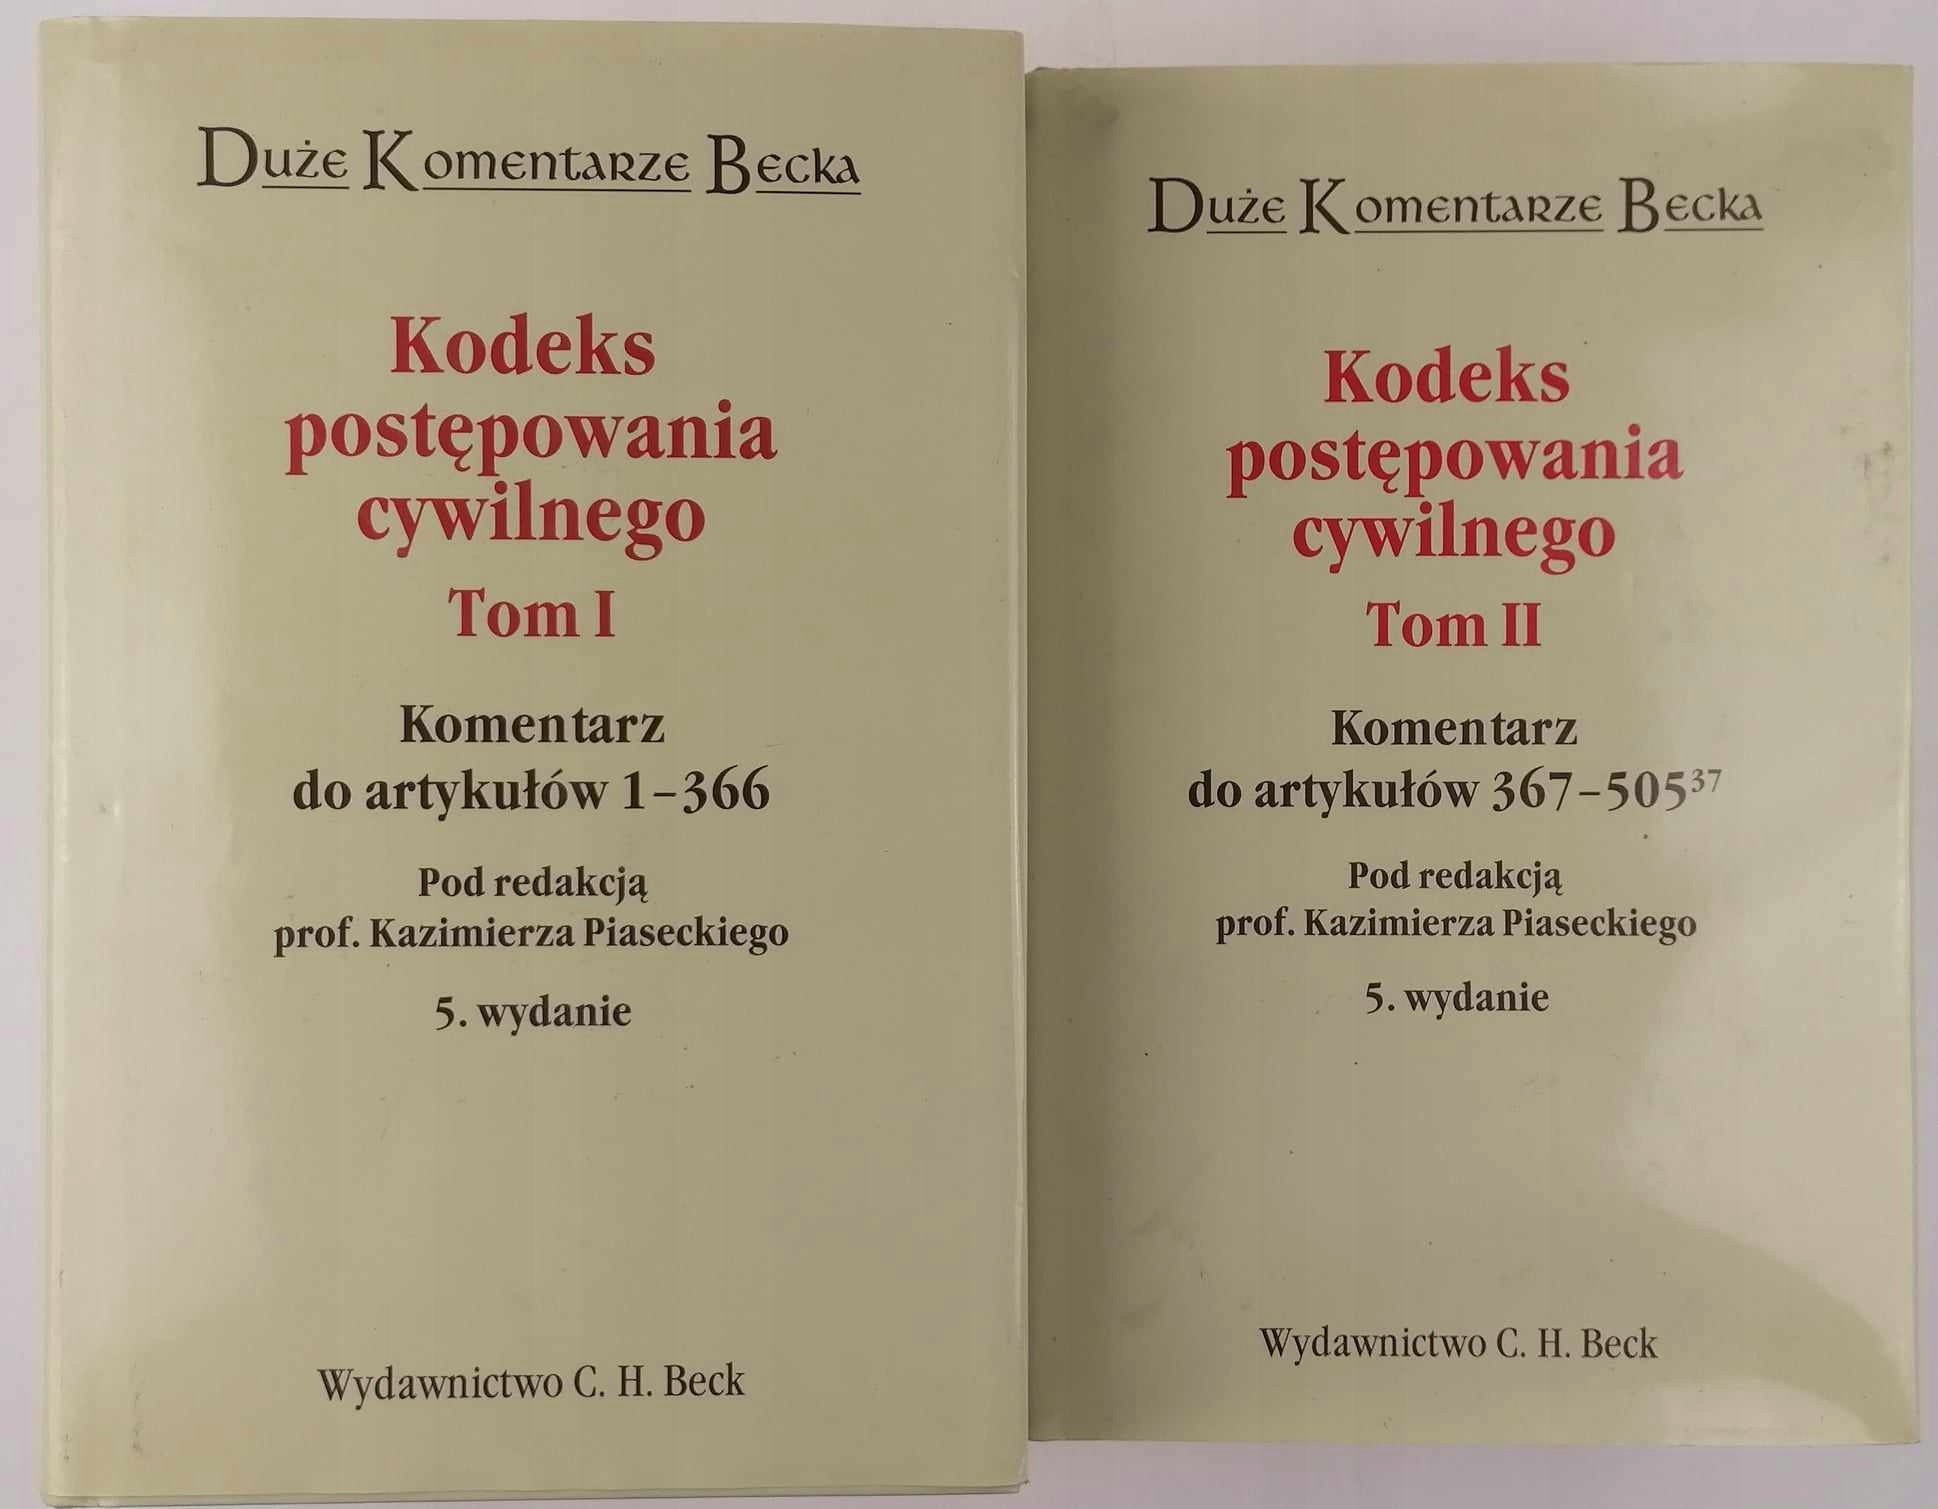 Duże Komentarze Becka
Kodeks
postępowania
cywilnego
Tom I
Komentarz
do artykułów 1–366
Pod redakcją
prof. Kazimierza Piaseckiego
5. wydanie
Wydawnictwo C. H. Beck
Duże Komentarze Becka
Kodeks
postępowania
cywilnego
Tom II
Komentarz
do artykułów 367–505³⁷
Pod redakcją
prof. Kazimierza Piaseckiego
5. wydanie
Wydawnictwo C. H. Beck